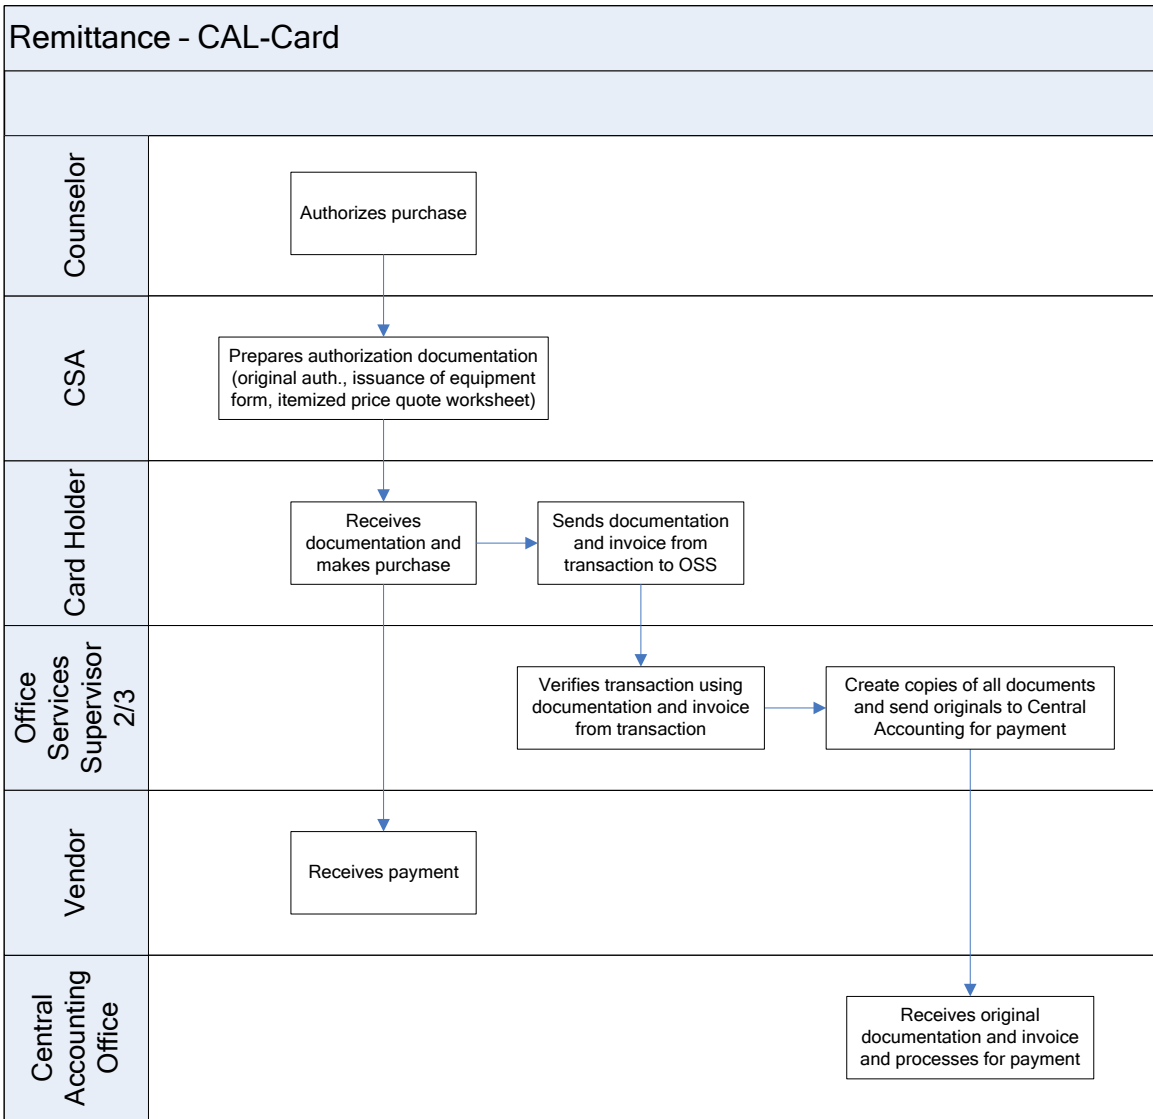 Remittance - CAL-Card
Counselor
Authorizes purchase
CSA
Prepares authorization documentation
(original auth., issuance of equipment
form, itemized price quote worksheet)
Card Holder
Receives
documentation and
makes purchase
Sends documentation
and invoice from
transaction to OSS
Office
Services
Supervisor
2/3
Verifies transaction using
documentation and invoice
from transaction
Create copies of all documents
and send originals to Central
Accounting for payment
Vendor
Receives payment
Central
Accounting
Office
Receives original
documentation and invoice
and processes for payment